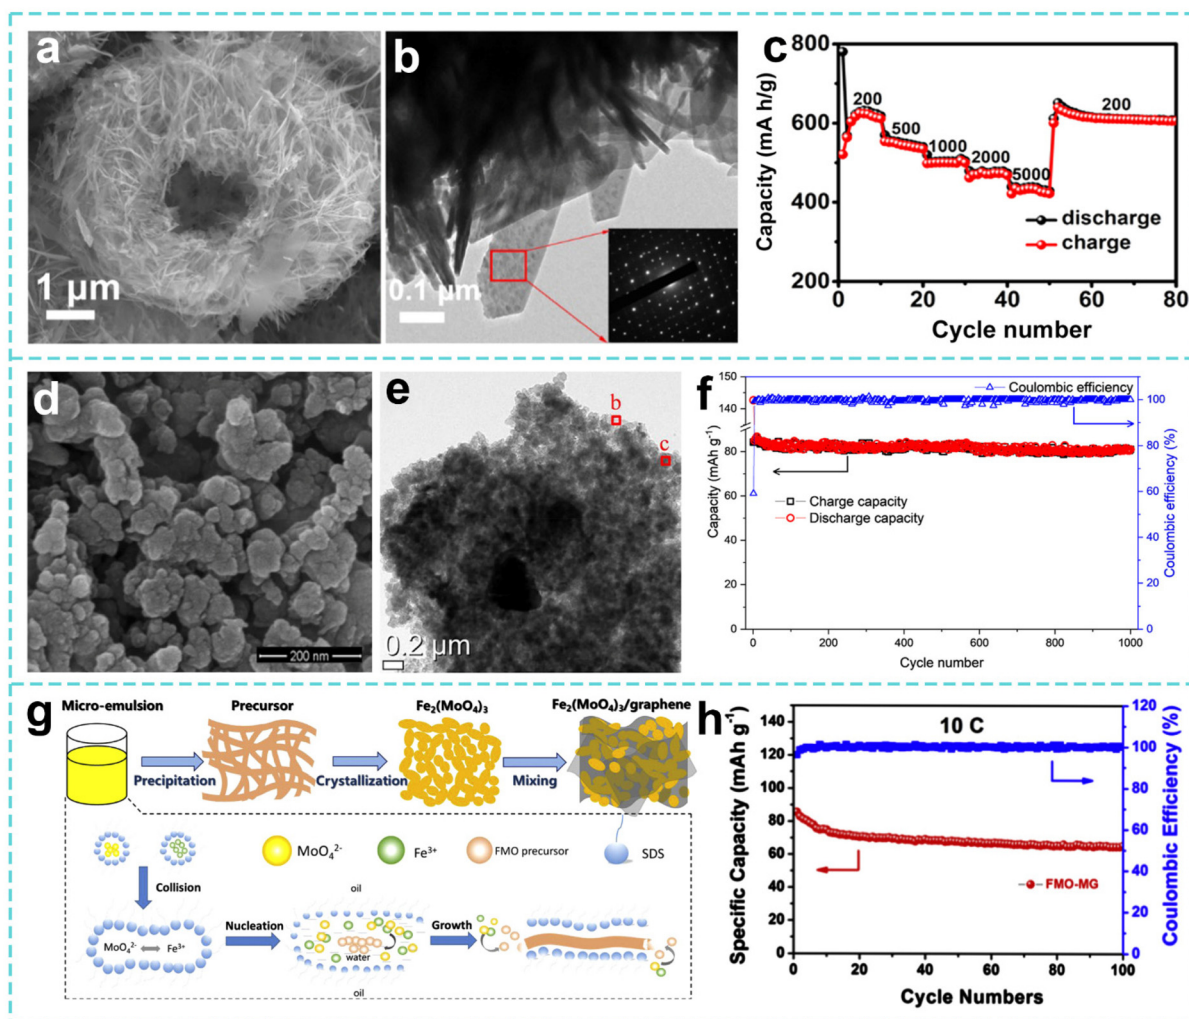 a
1 μm
b
0.1 μm
c
800
600
400
200
Capacity (mA h/g)
200
500
1000
2000
5000
200
discharge
charge
0
20
40
60
80
Cycle number
d
200 nm
e
b
c
0.2 μm
f
150
140
80
60
40
20
0
Capacity (mAh g⁻¹)
Coulombic efficiency
Charge capacity
Discharge capacity
100
80
60
40
20
0
Coulombic efficiency (%)
0
200
400
600
800
1000
Cycle number
g
Micro-emulsion
Precursor
Fe₂(MoO₄)₃
Fe₂(MoO₄)₃/graphene
Precipitation
Crystallization
Mixing
MoO₄²⁻
Fe³⁺
FMO precursor
SDS
Collision
oil
MoO₄²⁻
Fe³⁺
Nucleation
water
Growth
oil
h
140
120
100
80
60
40
20
0
Specific Capacity (mAh g⁻¹)
10 C
FMO-MG
120
100
80
60
40
20
0
Coulombic Efficiency (%)
0
20
40
60
80
100
Cycle Numbers